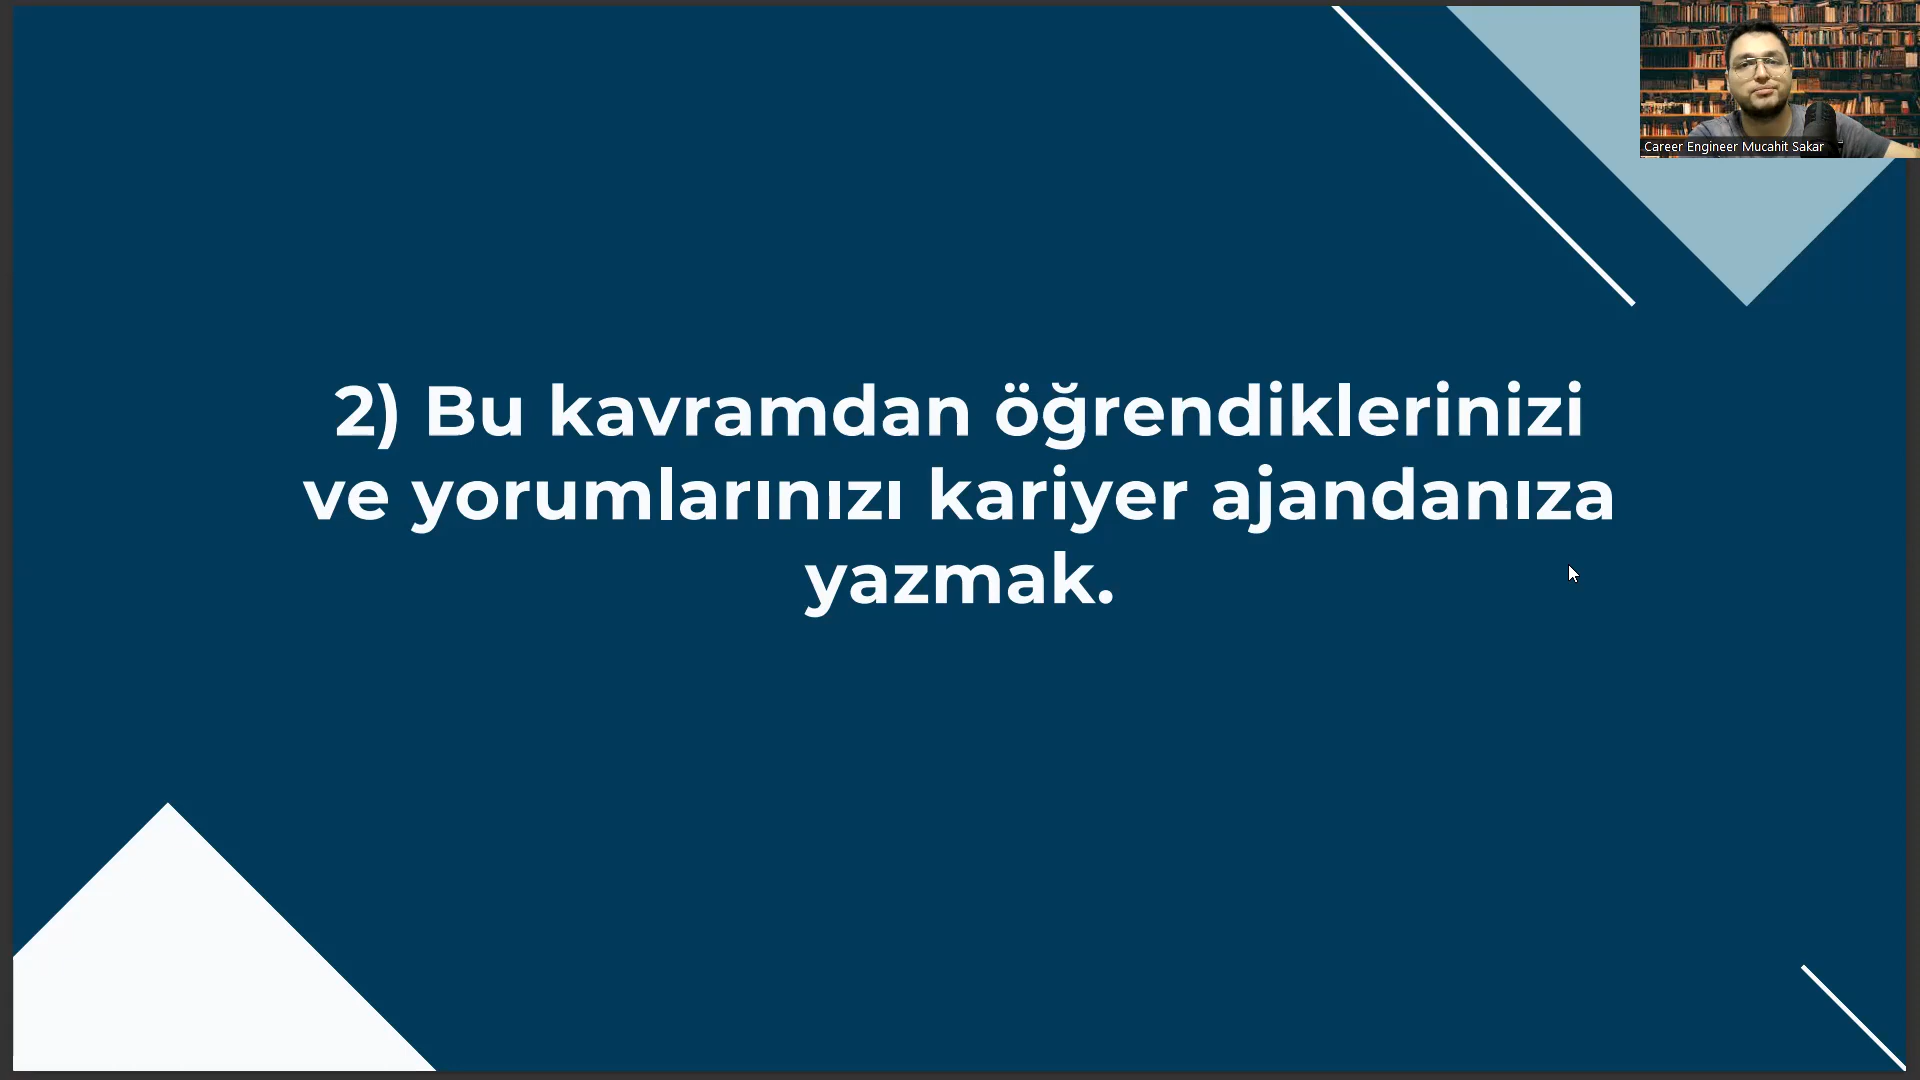 Career Engineer Mucahit Sakar
2) Bu kavramdan öğrendiklerinizi
ve yorumlarınızı kariyer ajandanıza
yazmak.